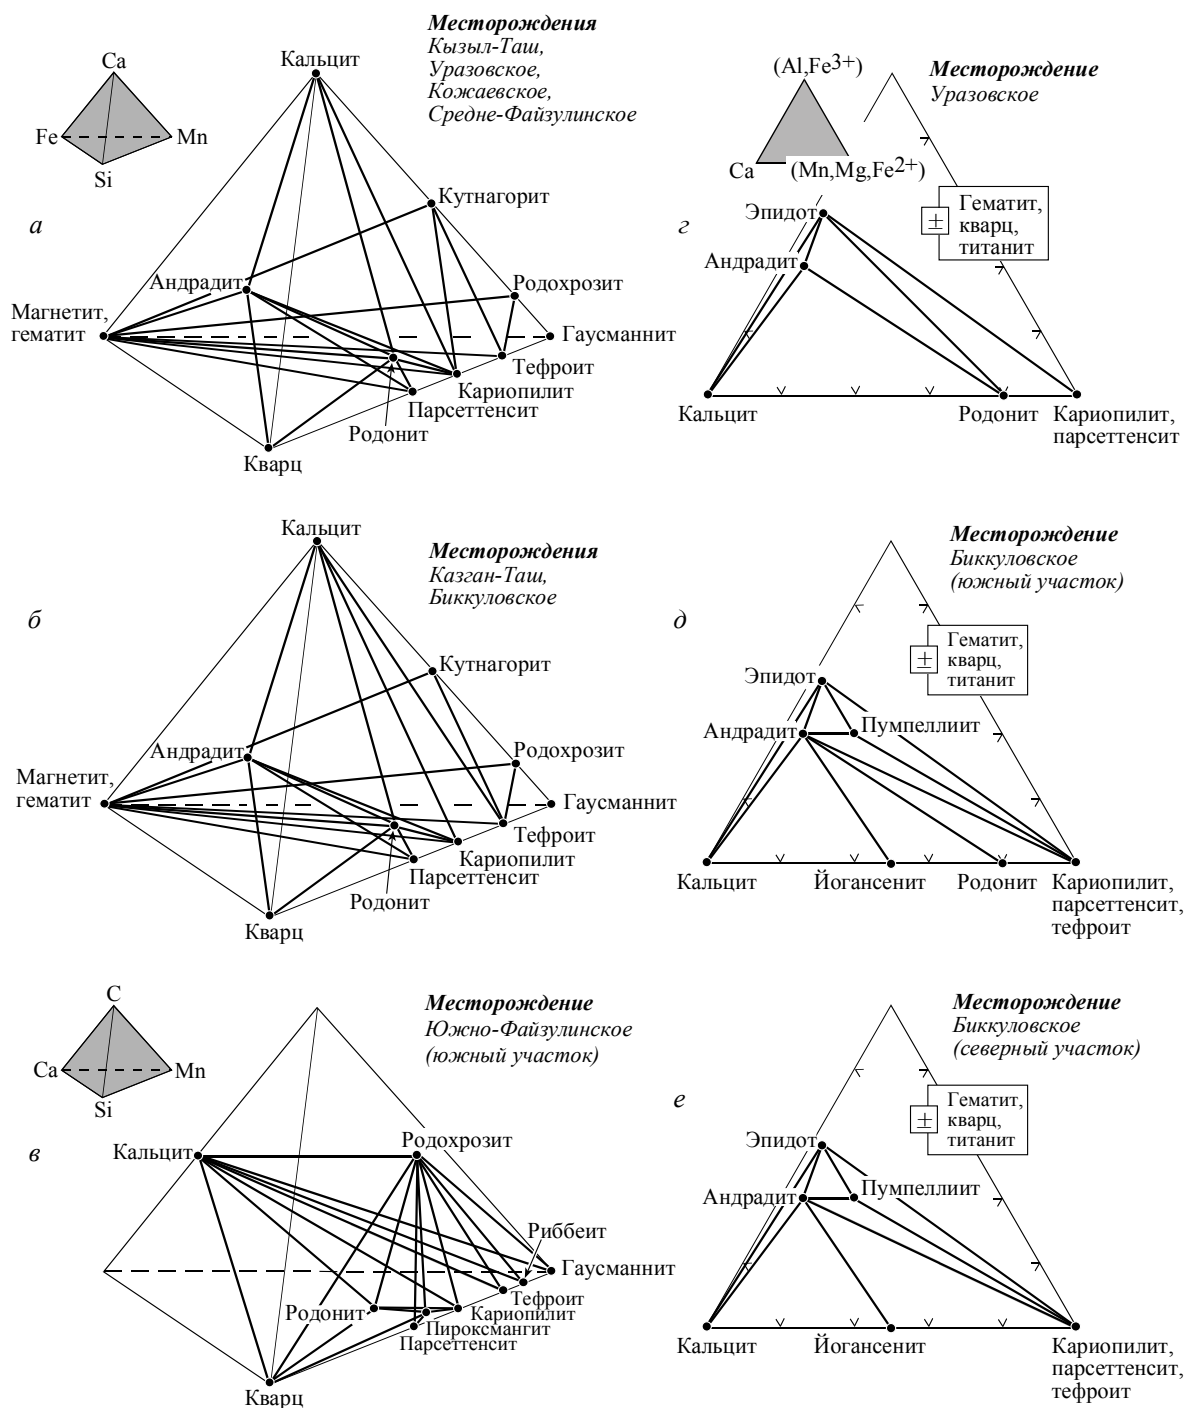 Месторождения
Кызыл-Таш,
Уразовское,
Кожаевское,
Средне-Файзулинское
Ca
Fe
Mn
Si
а
Кальцит
Кутнагорит
Андрадит
Родохрозит
Магнетит,
гематит
Гаусманнит
Тефроит
Кариопилит
Парсеттенсит
Родонит
Кварц
Месторождение
Уразовское
(Al,Fe3+)
Ca
(Mn,Mg,Fe2+)
г
Эпидот
±
Гематит,
кварц,
титанит
Андрадит
Кальцит
Родонит
Кариопилит,
парсеттенсит
Месторождения
Казган-Таш,
Биккуловское
б
Кальцит
Кутнагорит
Андрадит
Родохрозит
Магнетит,
гематит
Гаусманнит
Тефроит
Кариопилит
Парсеттенсит
Родонит
Кварц
Месторождение
Биккуловское
(южный участок)
д
±
Гематит,
кварц,
титанит
Эпидот
Андрадит
Пумпеллиит
Кальцит
Йогансенит
Родонит
Кариопилит,
парсеттенсит,
тефроит
Месторождение
Южно-Файзулинское
(южный участок)
C
Ca
Mn
Si
в
Кальцит
Родохрозит
Риббеит
Гаусманнит
Тефроит
Родонит
Кариопилит
Пироксмангит
Парсеттенсит
Кварц
Месторождение
Биккуловское
(северный участок)
е
±
Гематит,
кварц,
титанит
Эпидот
Андрадит
Пумпеллиит
Кальцит
Йогансенит
Кариопилит,
парсеттенсит,
тефроит